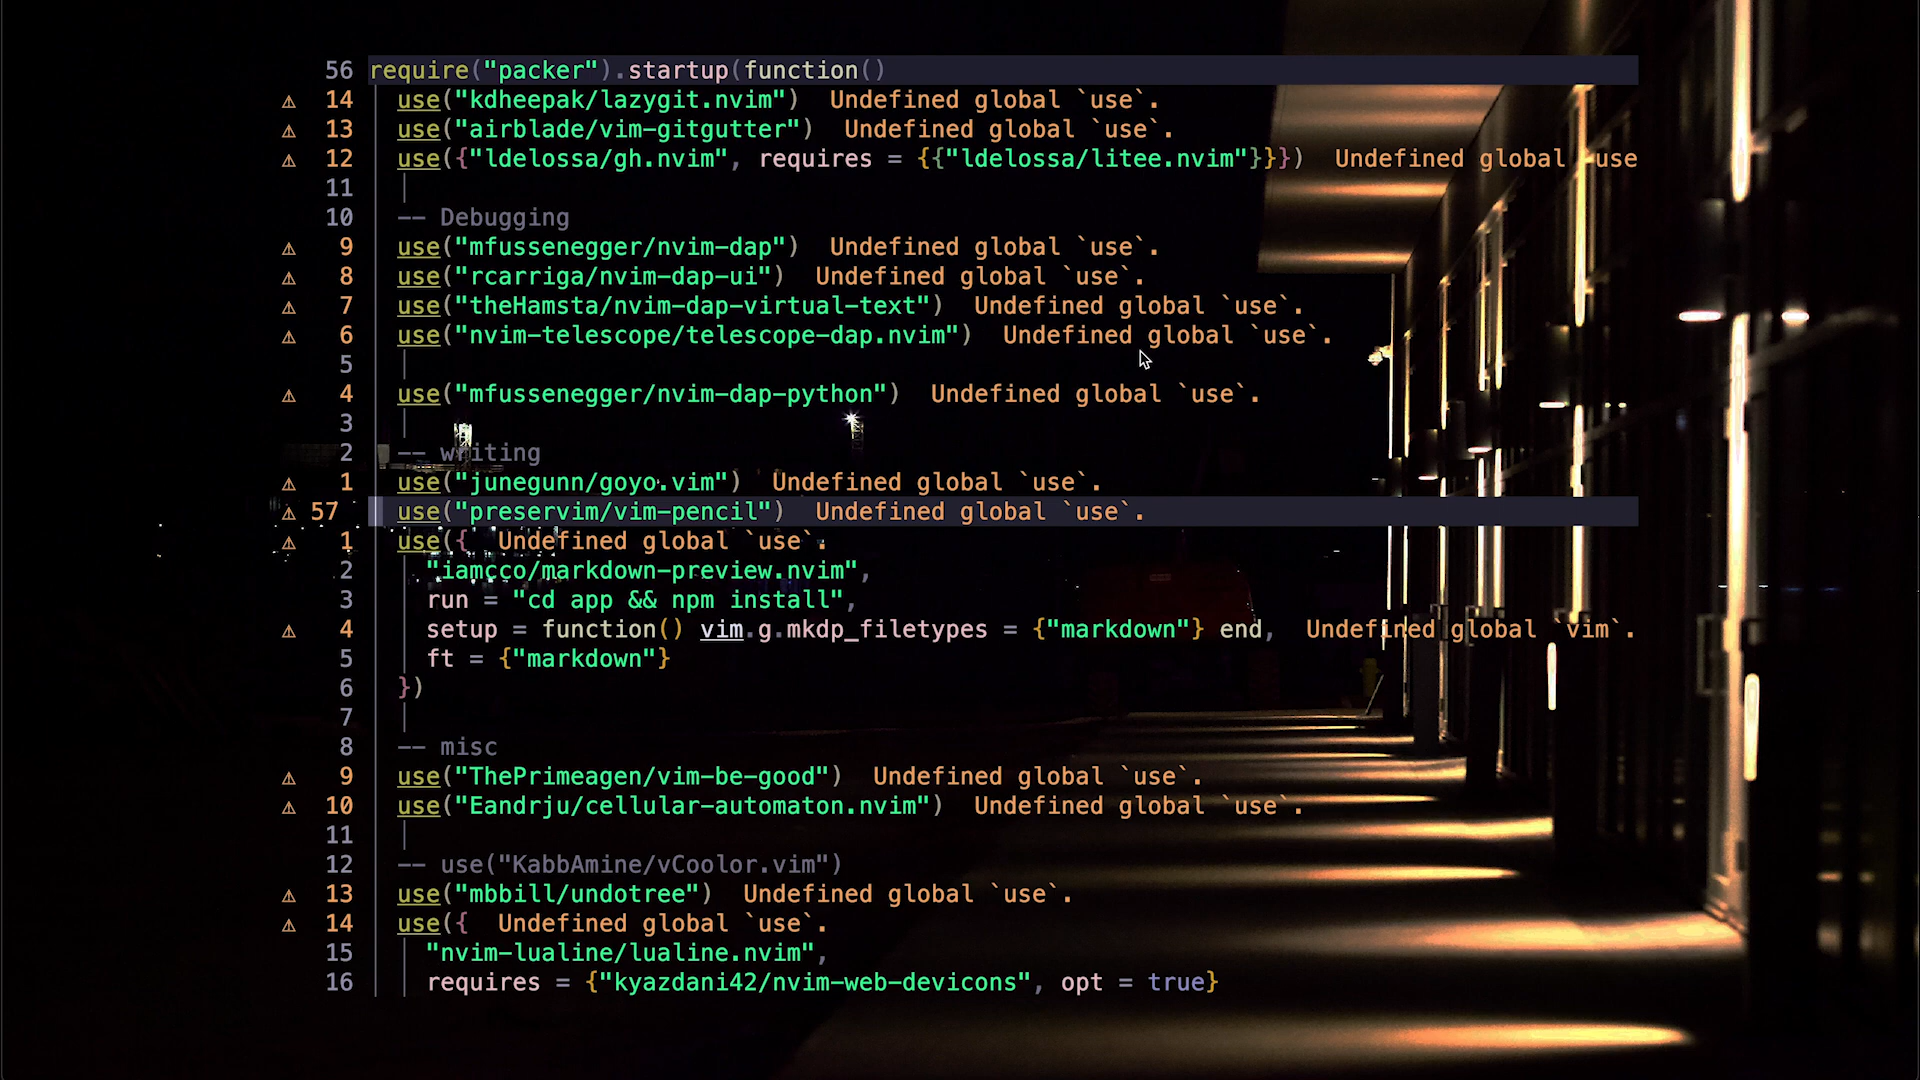 56 require("packer").startup(function()
⚠ 14 use("kdheepak/lazygit.nvim")  Undefined global `use`.
⚠ 13 use("airblade/vim-gitgutter")  Undefined global `use`.
⚠ 12 use({"ldelossa/gh.nvim", requires = {{"ldelossa/litee.nvim"}}})  Undefined global `use
11
10 -- Debugging
⚠ 9 use("mfussenegger/nvim-dap")  Undefined global `use`.
⚠ 8 use("rcarriga/nvim-dap-ui")  Undefined global `use`.
⚠ 7 use("theHamsta/nvim-dap-virtual-text")  Undefined global `use`.
⚠ 6 use("nvim-telescope/telescope-dap.nvim")  Undefined global `use`.
5
⚠ 4 use("mfussenegger/nvim-dap-python")  Undefined global `use`.
3
2 -- writing
⚠ 1 use("junegunn/goyo.vim")  Undefined global `use`.
⚠ 57 use("preservim/vim-pencil")  Undefined global `use`.
⚠ 1 use({  Undefined global `use`.
2 "iamcco/markdown-preview.nvim",
3 run = "cd app && npm install",
⚠ 4 setup = function() vim.g.mkdp_filetypes = {"markdown"} end,  Undefined global `vim`.
5 ft = {"markdown"}
6 })
7
8 -- misc
⚠ 9 use("ThePrimeagen/vim-be-good")  Undefined global `use`.
⚠ 10 use("Eandrju/cellular-automaton.nvim")  Undefined global `use`.
11
12 -- use("KabbAmine/vCoolor.vim")
⚠ 13 use("mbbill/undotree")  Undefined global `use`.
⚠ 14 use({  Undefined global `use`.
15 "nvim-lualine/lualine.nvim",
16 requires = {"kyazdani42/nvim-web-devicons", opt = true}